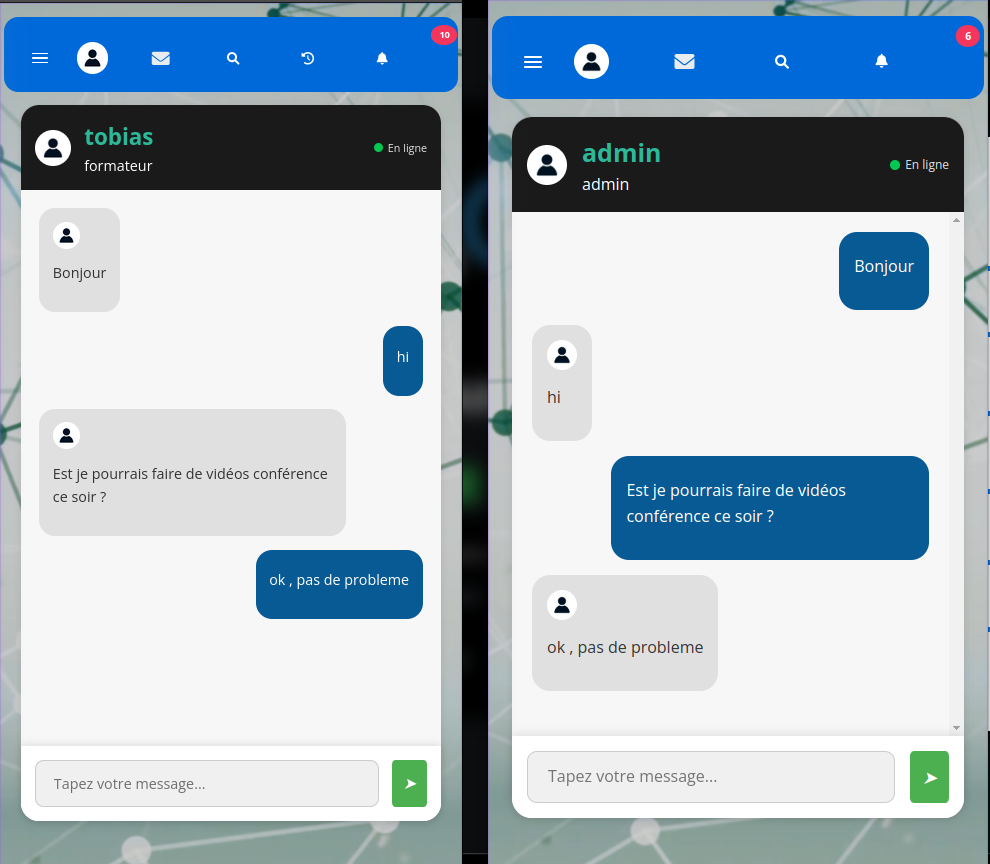 10
tobias
formateur
En ligne
Bonjour
hi
Est je pourrais faire de vidéos conférence
ce soir ?
ok , pas de probleme
Tapez votre message...
6
admin
admin
En ligne
Bonjour
hi
Est je pourrais faire de vidéos
conférence ce soir ?
ok , pas de probleme
Tapez votre message...